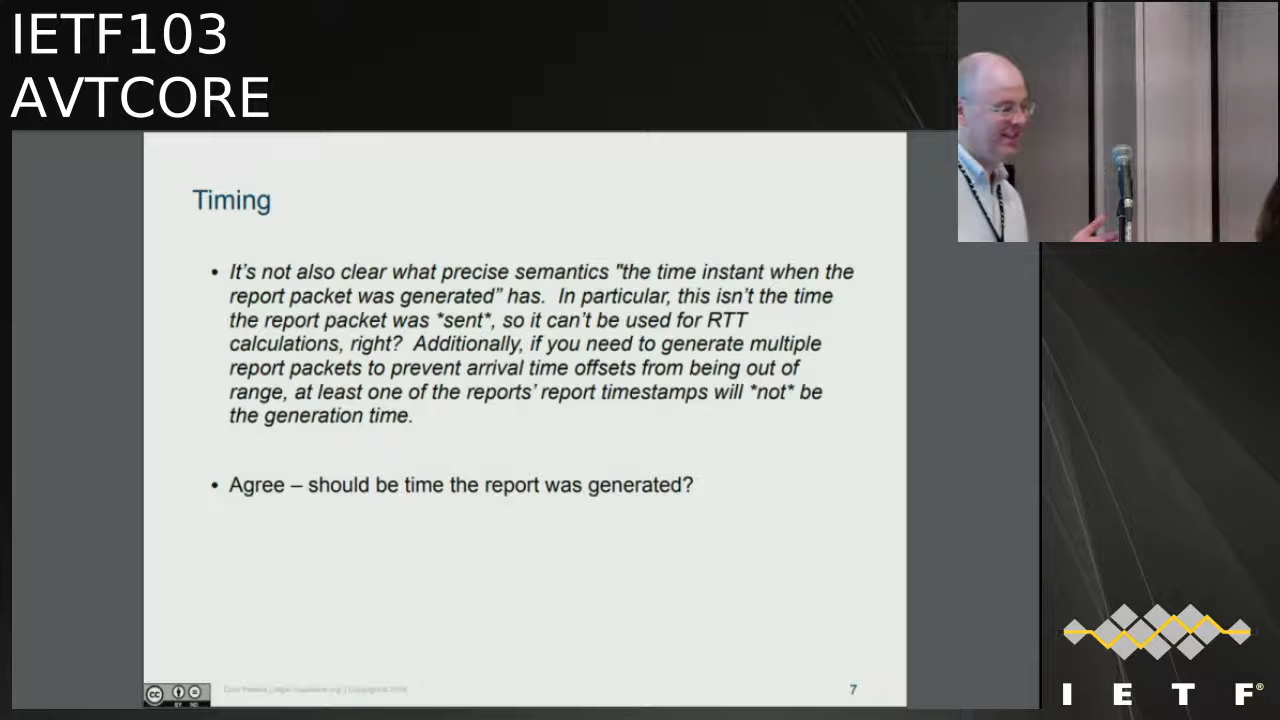 IETF103
AVTCORE
Timing
• It’s not also clear what precise semantics "the time instant when the
report packet was generated” has.  In particular, this isn’t the time
the report packet was *sent*, so it can’t be used for RTT
calculations, right?  Additionally, if you need to generate multiple
report packets to prevent arrival time offsets from being out of
range, at least one of the reports’ report timestamps will *not* be
the generation time.
• Agree – should be time the report was generated?
7
CC
BY ND
I E T F®